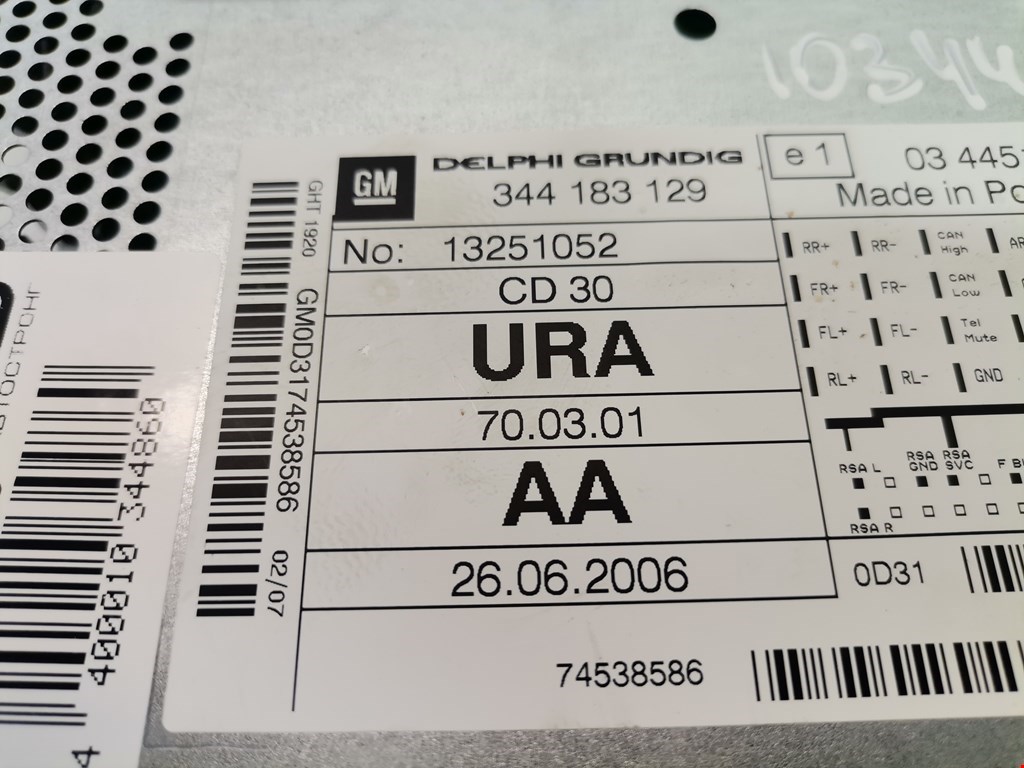 10344
GM
DELPHI GRUNDIG
344 183 129
e 1
03 445
Made in
No: 13251052
CD 30
URA
70.03.01
AA
26.06.2006
74538586
GHT 1920
GM0D3174538586
02/07
RR+ RR- CAN High
FR+ FR- CAN Low
FL+ FL- Tel Mute
RL+ RL- GND
RSA L RSA GND RSA SVC F
RSA R
0D31
4 400010 344860